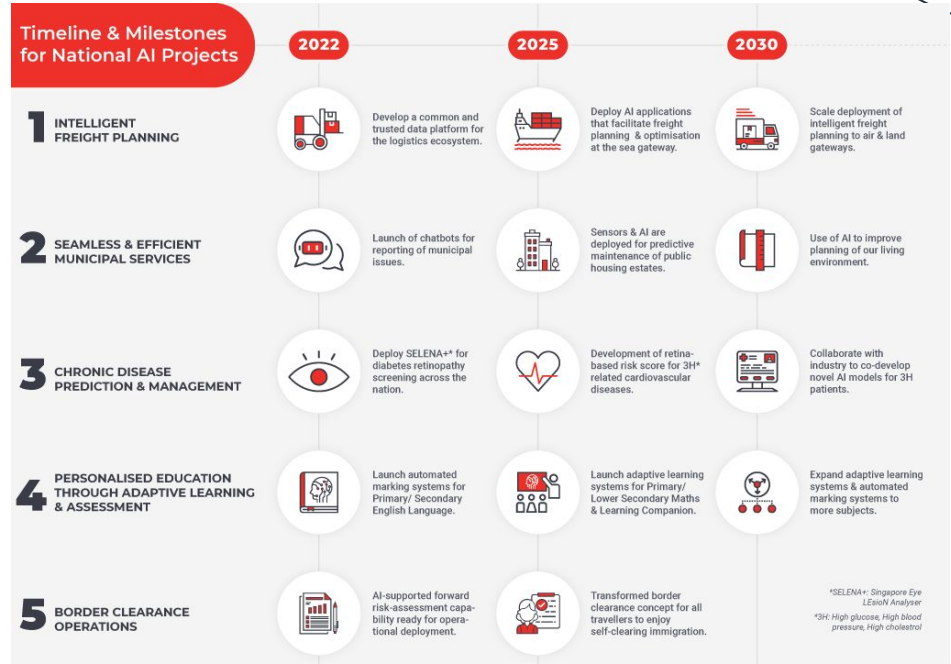 Timeline & Milestones
for National AI Projects
2022
2025
2030
1
INTELLIGENT
FREIGHT PLANNING
Develop a common and
trusted data platform for
the logistics ecosystem.
Deploy AI applications
that facilitate freight
planning & optimisation
at the sea gateway.
Scale deployment of
intelligent freight
planning to air & land
gateways.
2
SEAMLESS & EFFICIENT
MUNICIPAL SERVICES
Launch of chatbots for
reporting of municipal
issues.
Sensors & AI are
deployed for predictive
maintenance of public
housing estates.
Use of AI to improve
planning of our living
environment.
3
CHRONIC DISEASE
PREDICTION & MANAGEMENT
Deploy SELENA+* for
diabetes retinopathy
screening across the
nation.
Development of retina-
based risk score for 3H*
related cardiovascular
diseases.
Collaborate with
industry to co-develop
novel AI models for 3H
patients.
4
PERSONALISED EDUCATION
THROUGH ADAPTIVE LEARNING
& ASSESSMENT
Launch automated
marking systems for
Primary/ Secondary
English Language.
Launch adaptive learning
systems for Primary/
Lower Secondary Maths
& Learning Companion.
Expand adaptive learning
systems & automated
marking systems to
more subjects.
5
BORDER CLEARANCE
OPERATIONS
AI-supported forward
risk-assessment capa-
bility ready for opera-
tional deployment.
Transformed border
clearance concept for all
travellers to enjoy
self-clearing immigration.
*SELENA+: Singapore Eye
LEsioN Analyser
*3H: High glucose, High blood
pressure, High cholestrol